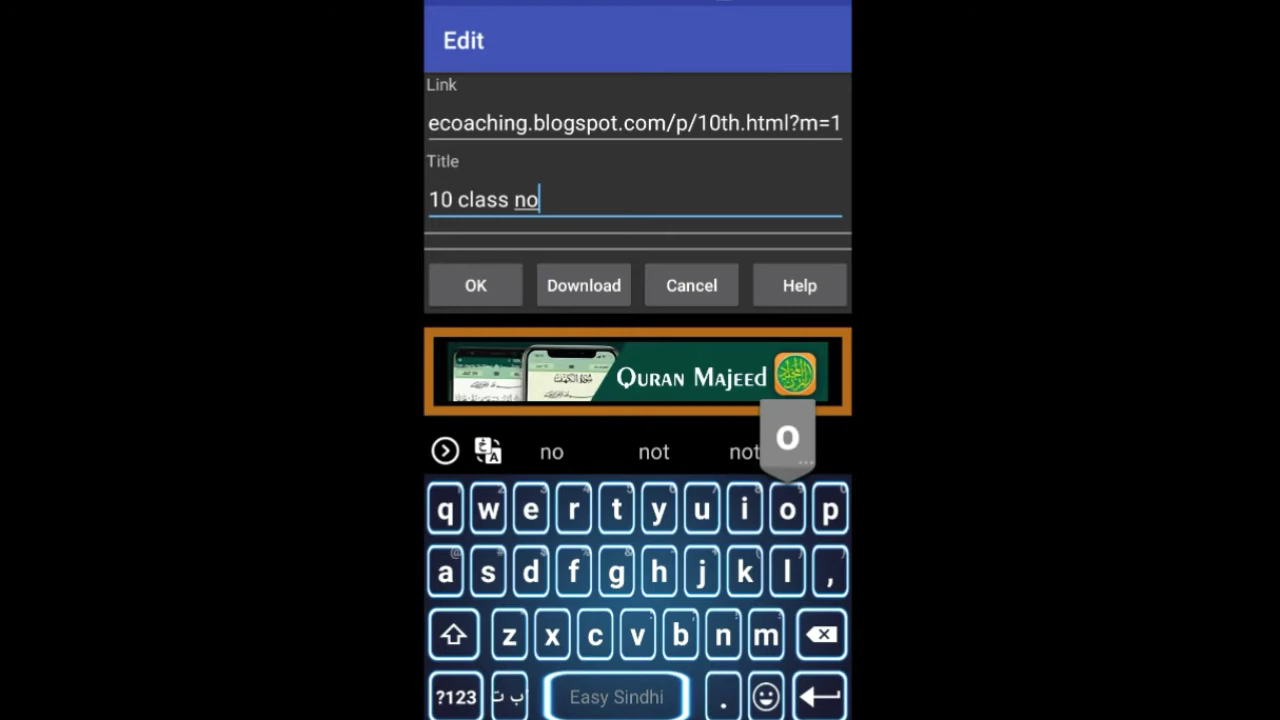 Edit
Link
ecoaching.blogspot.com/p/10th.html?m=1
Title
10 class no
OK Download Cancel Help
QURAN MAJEED
no not not
o
q w e r t y u i o p
a s d f g h j k l ,
z x c v b n m
?123 ب ت Easy Sindhi .